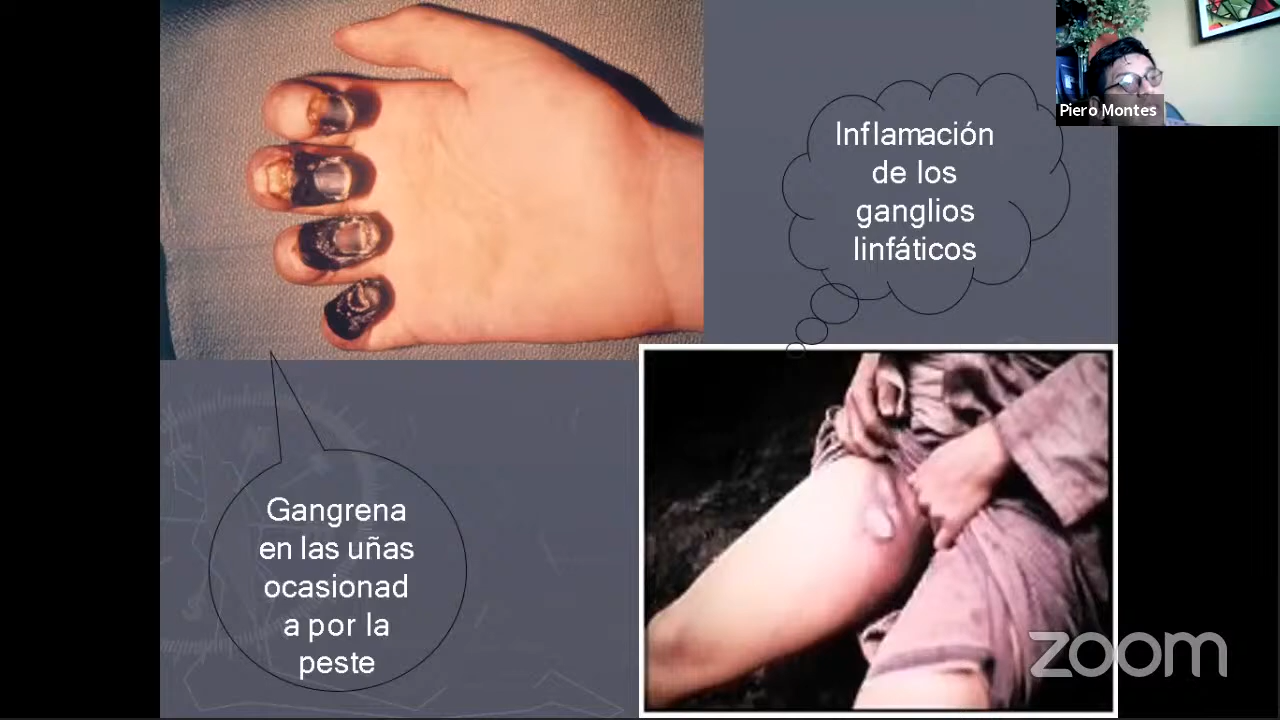 Piero Montes
Inflamación
de los
ganglios
linfáticos
Gangrena
en las uñas
ocasionad
a por la
peste
zoom